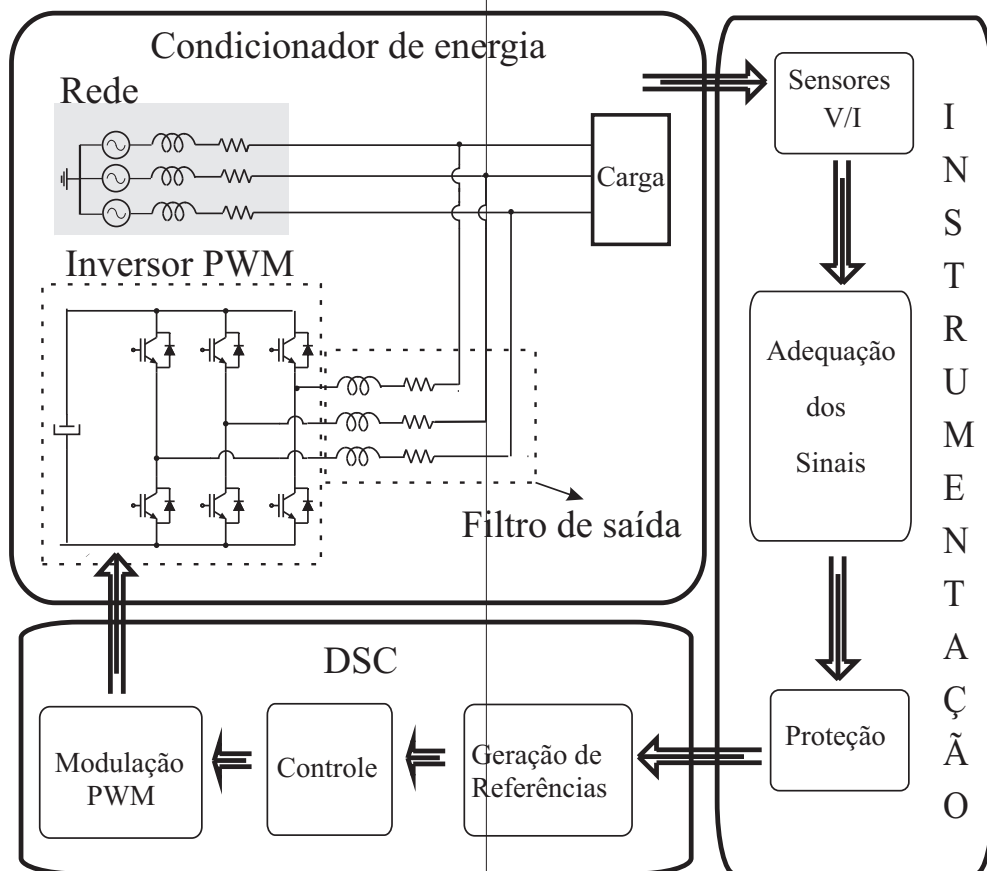 Condicionador de energia
Rede
Carga
Inversor PWM
Filtro de saída
Sensores
V/I
Adequação
dos
Sinais
Proteção
INSTRUMENTAÇÃO
DSC
Modulação
PWM
Controle
Geração de
Referências